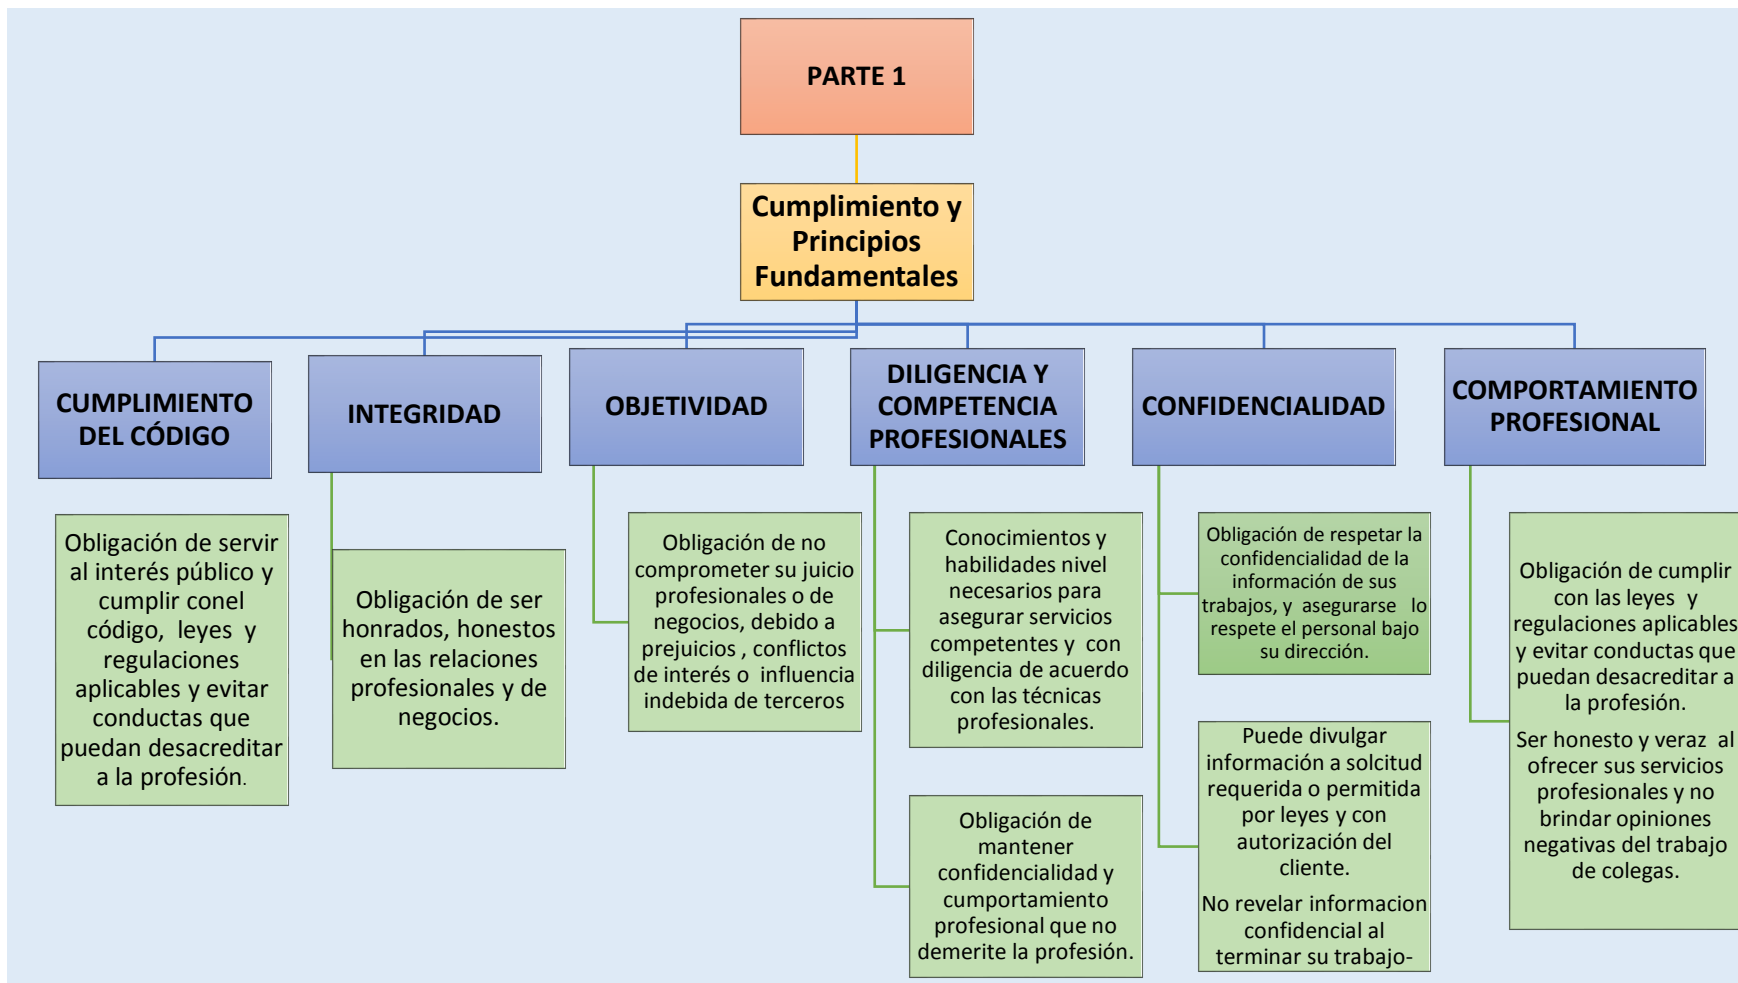 PARTE 1
Cumplimiento y
Principios
Fundamentales
CUMPLIMIENTO
DEL CÓDIGO
Obligación de servir
al interés público y
cumplir conel
código, leyes y
regulaciones
aplicables y evitar
conductas que
puedan desacreditar
a la profesión.
INTEGRIDAD
Obligación de ser
honrados, honestos
en las relaciones
profesionales y de
negocios.
OBJETIVIDAD
Obligación de no
comprometer su juicio
profesionales o de
negocios, debido a
prejuicios , conflictos
de interés o influencia
indebida de terceros
DILIGENCIA Y
COMPETENCIA
PROFESIONALES
Conocimientos y
habilidades nivel
necesarios para
asegurar servicios
competentes y con
diligencia de acuerdo
con las técnicas
profesionales.
Obligación de
mantener
confidencialidad y
cumportamiento
profesional que no
demerite la profesión.
CONFIDENCIALIDAD
Obligación de respetar la
confidencialidad de la
información de sus
trabajos, y asegurarse lo
respete el personal bajo
su dirección.
Puede divulgar
información a solcitud
requerida o permitida
por leyes y con
autorización del
cliente.
No revelar informacion
confidencial al
terminar su trabajo-
COMPORTAMIENTO
PROFESIONAL
Obligación de cumplir
con las leyes y
regulaciones aplicables
y evitar conductas que
puedan desacreditar a
la profesión.
Ser honesto y veraz al
ofrecer sus servicios
profesionales y no
brindar opiniones
negativas del trabajo
de colegas.